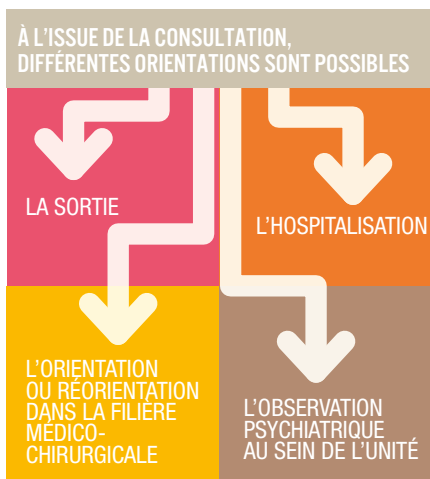 À L'ISSUE DE LA CONSULTATION,
DIFFÉRENTES ORIENTATIONS SONT POSSIBLES
LA SORTIE
L'HOSPITALISATION
L'ORIENTATION
OU RÉORIENTATION
DANS LA FILIÈRE
MÉDICO-
CHIRURGICALE
L'OBSERVATION
PSYCHIATRIQUE
AU SEIN DE L'UNITÉ